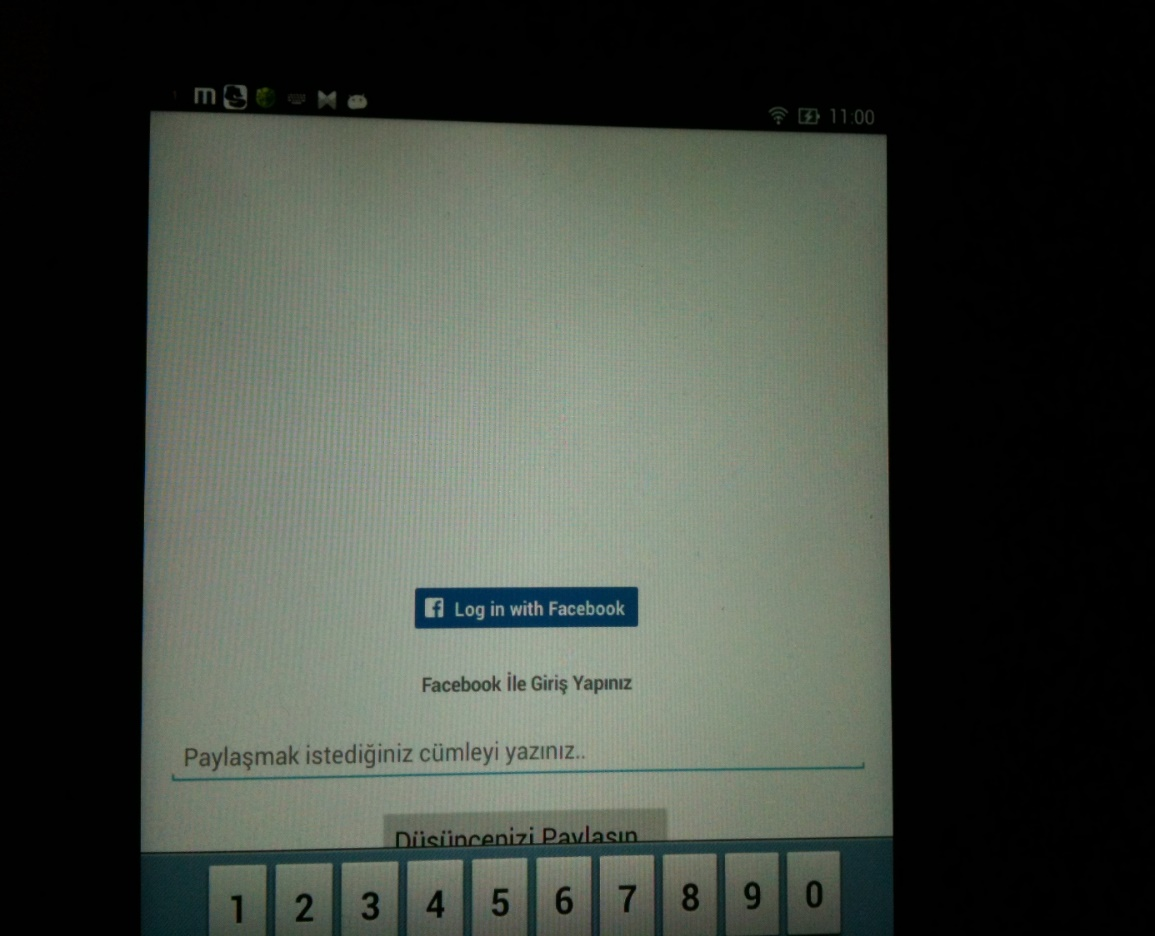 m
11:00
Log in with Facebook
Facebook İle Giriş Yapınız
Paylaşmak istediğiniz cümleyi yazınız..
Düşüncenizi Paylaşın
1 2 3 4 5 6 7 8 9 0